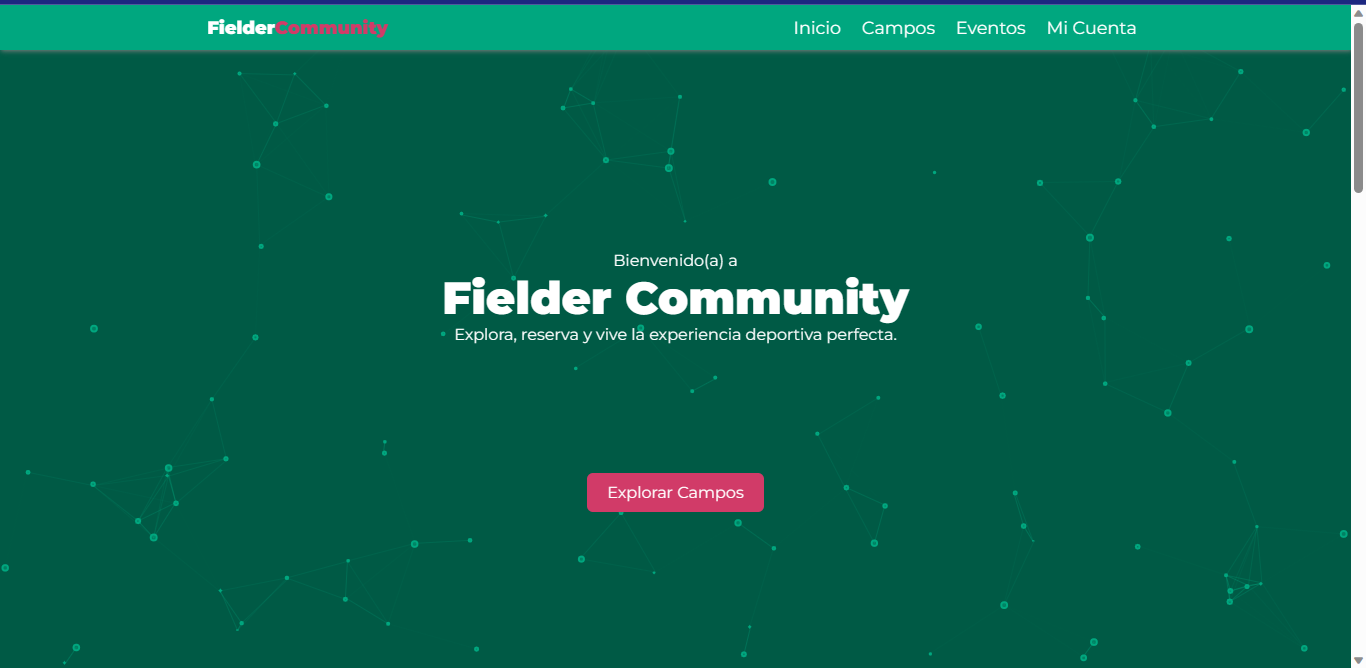 FielderCommunity
Inicio Campos Eventos Mi Cuenta
Bienvenido(a) a
Fielder Community
Explora, reserva y vive la experiencia deportiva perfecta.
Explorar Campos